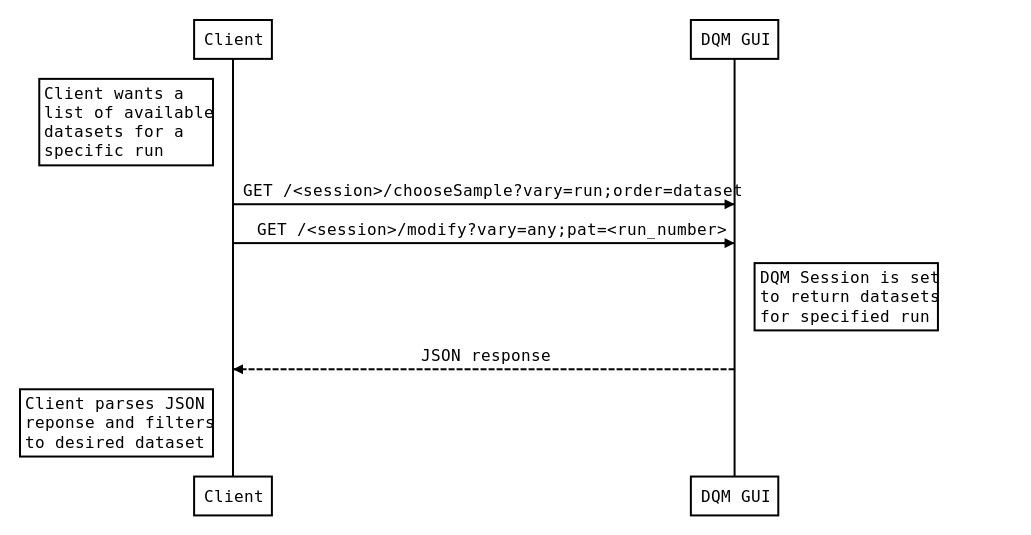 Client
DQM GUI
Client wants a
list of available
datasets for a
specific run
GET /<session>/chooseSample?vary=run;order=dataset
GET /<session>/modify?vary=any;pat=<run_number>
DQM Session is set
to return datasets
for specified run
JSON response
Client parses JSON
reponse and filters
to desired dataset
Client
DQM GUI